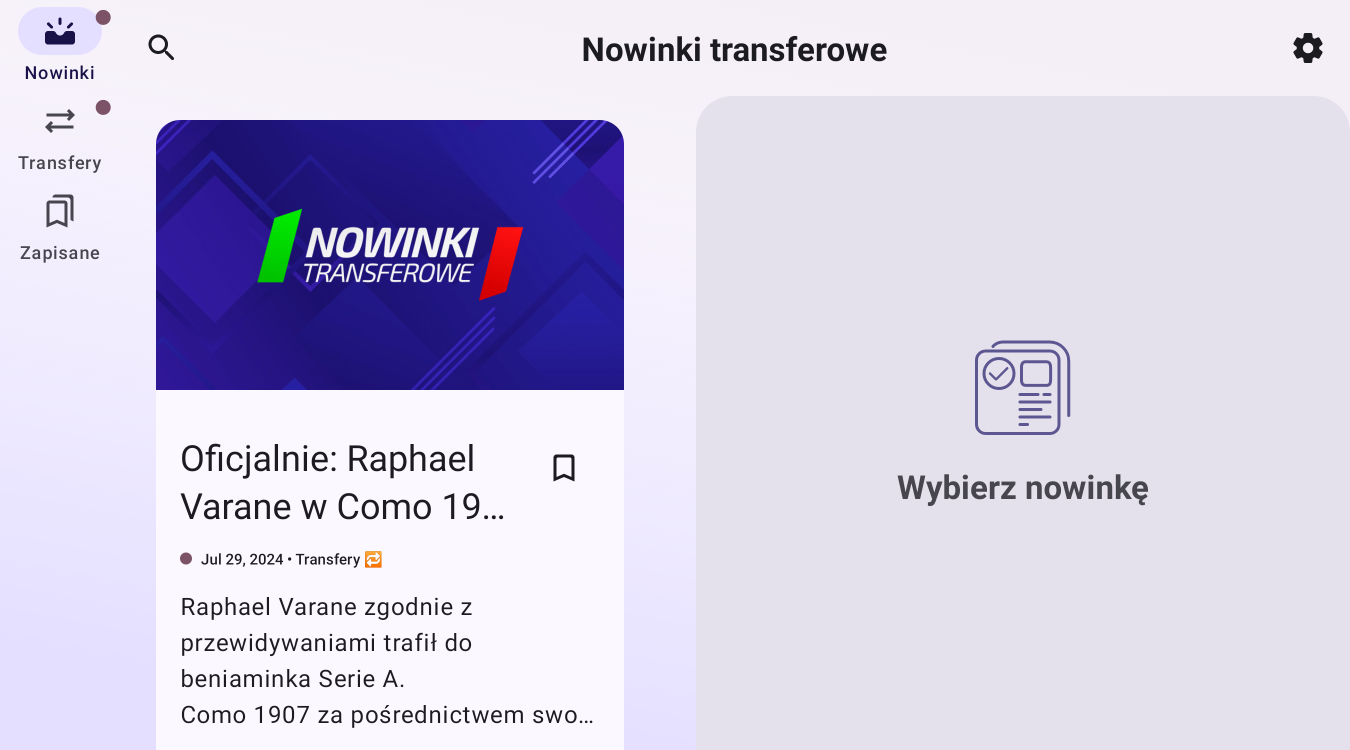 Nowinki
Transfery
Zapisane
Nowinki transferowe
NOWINKI
TRANSFEROWE
Oficjalnie: Raphael
Varane w Como 19...
Jul 29, 2024 • Transfery 🔁
Raphael Varane zgodnie z
przewidywaniami trafił do
beniaminka Serie A.
Como 1907 za pośrednictwem swo...
Wybierz nowinkę